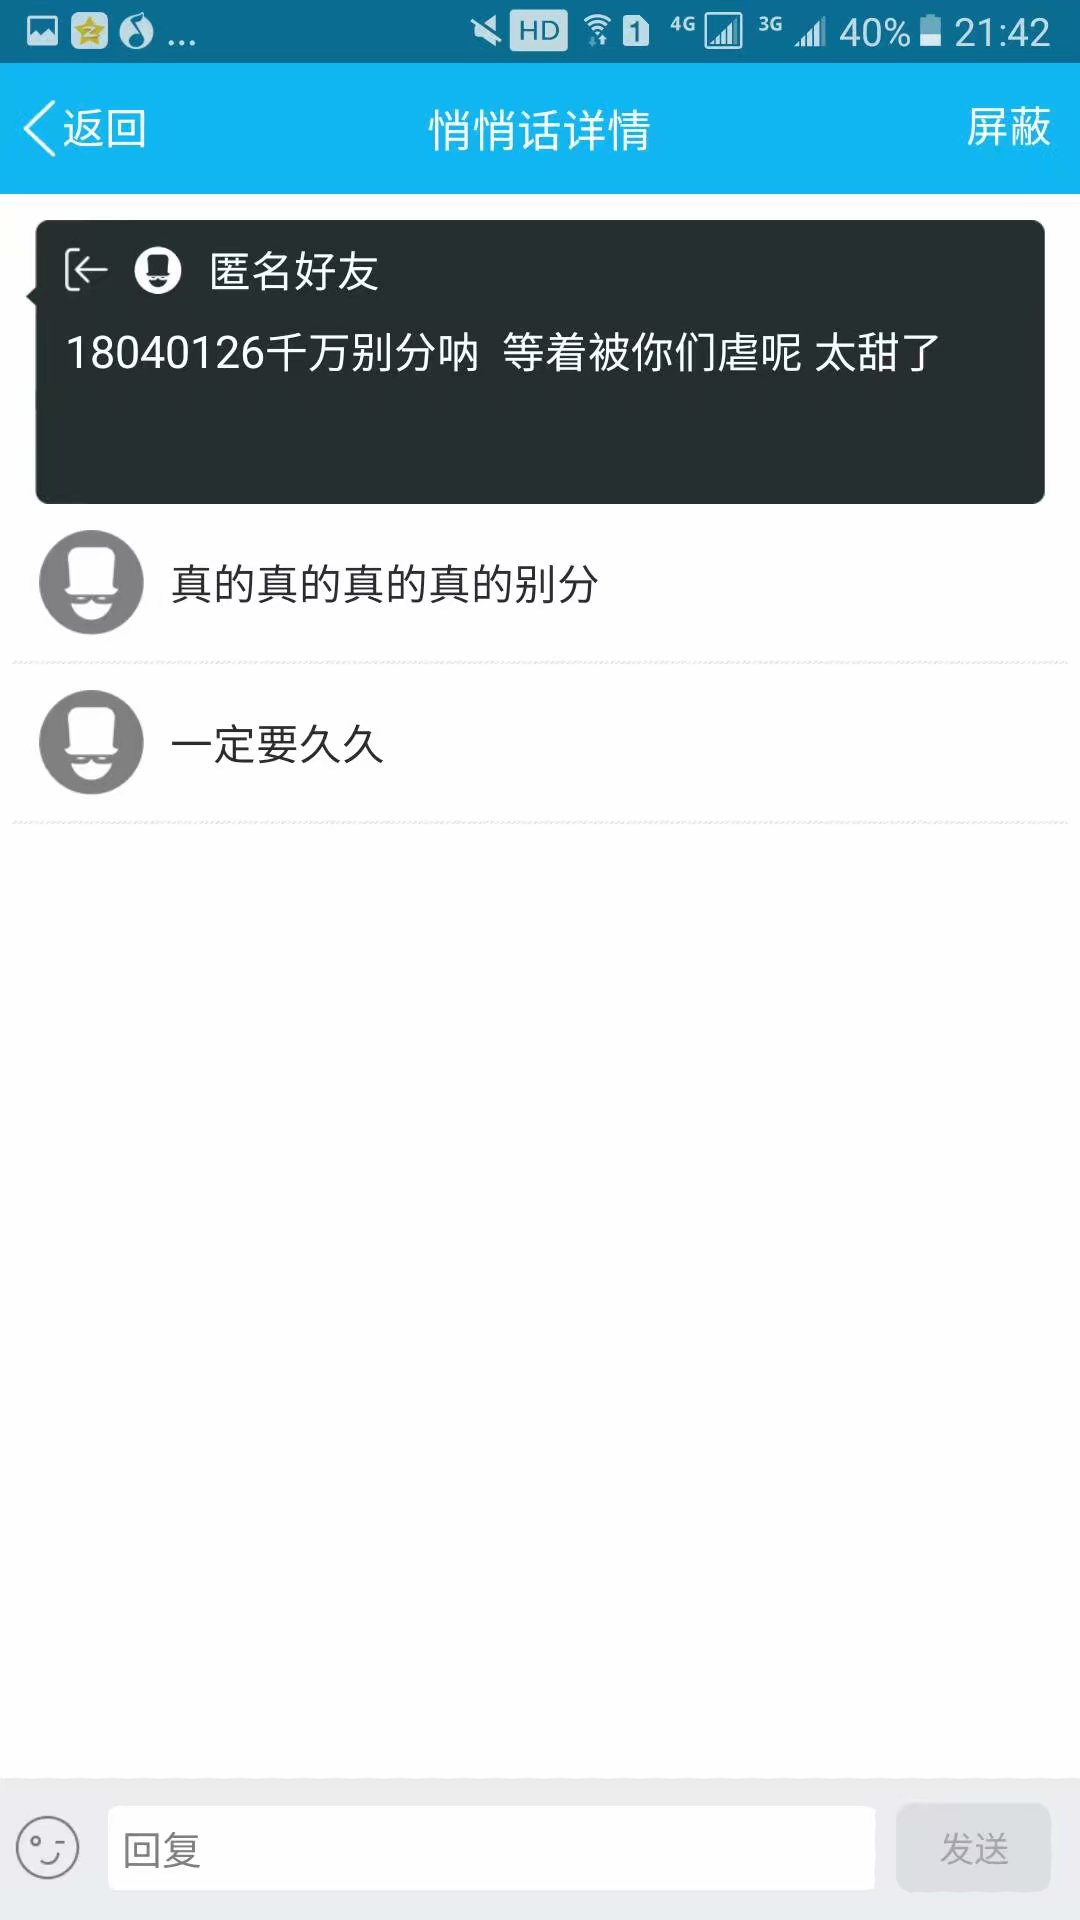 ... HD 1 4G 3G 40% 21:42
返回 悄悄话详情 屏蔽
匿名好友
18040126千万别分呐 等着被你们虐呢 太甜了
真的真的真的真的别分
一定要久久
回复 发送